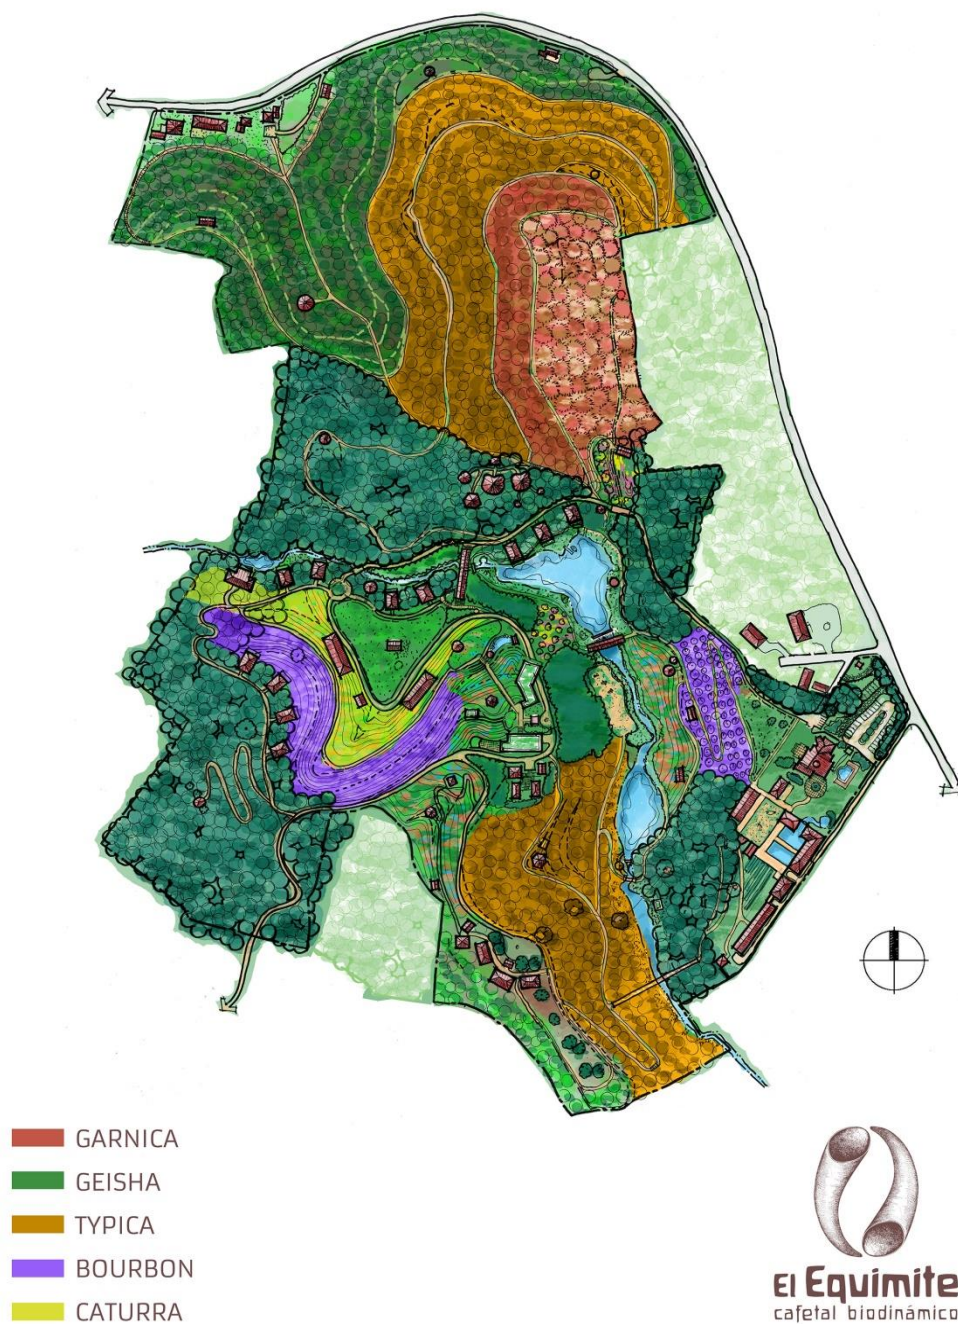 GARNICA
GEISHA
TYPICA
BOURBON
CATURRA
El Equimite
cafetal biodinámico